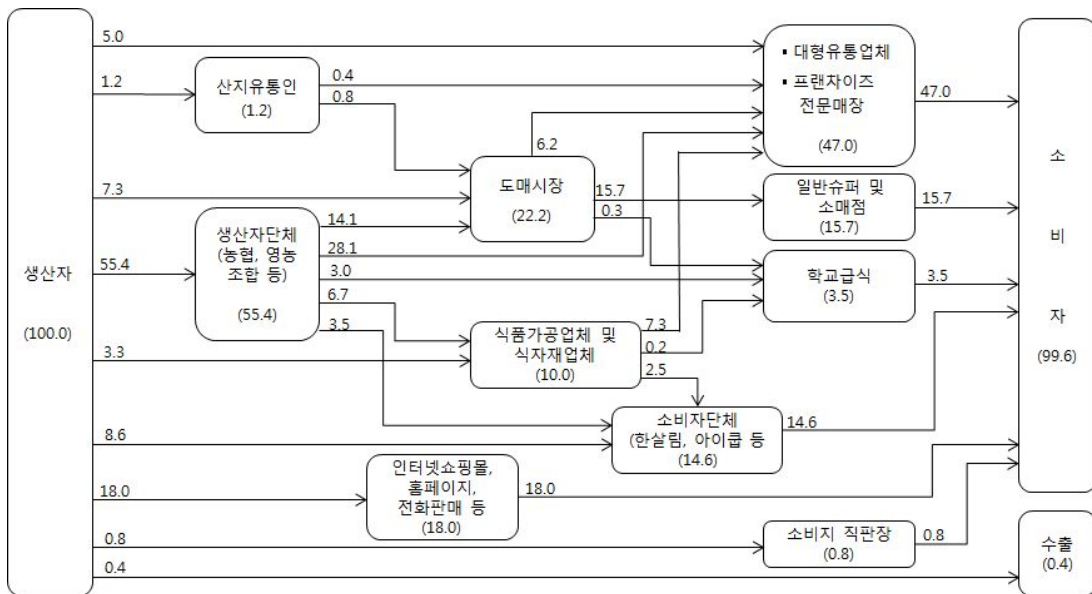 생산자
(100.0)
5.0
1.2
7.3
55.4
3.3
8.6
18.0
0.8
0.4
산지유통인
(1.2)
0.4
0.8
생산자단체
(농협, 영농
조합 등)
(55.4)
14.1
28.1
3.0
6.7
3.5
도매시장
(22.2)
6.2
15.7
0.3
식품가공업체 및
식자재업체
(10.0)
7.3
0.2
2.5
인터넷쇼핑몰,
홈페이지,
전화판매 등
(18.0)
18.0
소비자단체
(한살림, 아이쿱 등
(14.6)
14.6
▪ 대형유통업체
▪ 프랜차이즈
전문매장
(47.0)
47.0
일반슈퍼 및
소매점
(15.7)
15.7
학교급식
(3.5)
3.5
소비지 직판장
(0.8)
0.8
소
비
자
(99.6)
수출
(0.4)